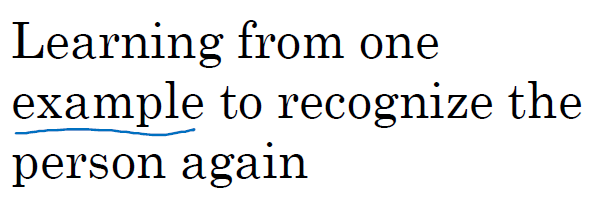 Learning from one
example to recognize the
person again